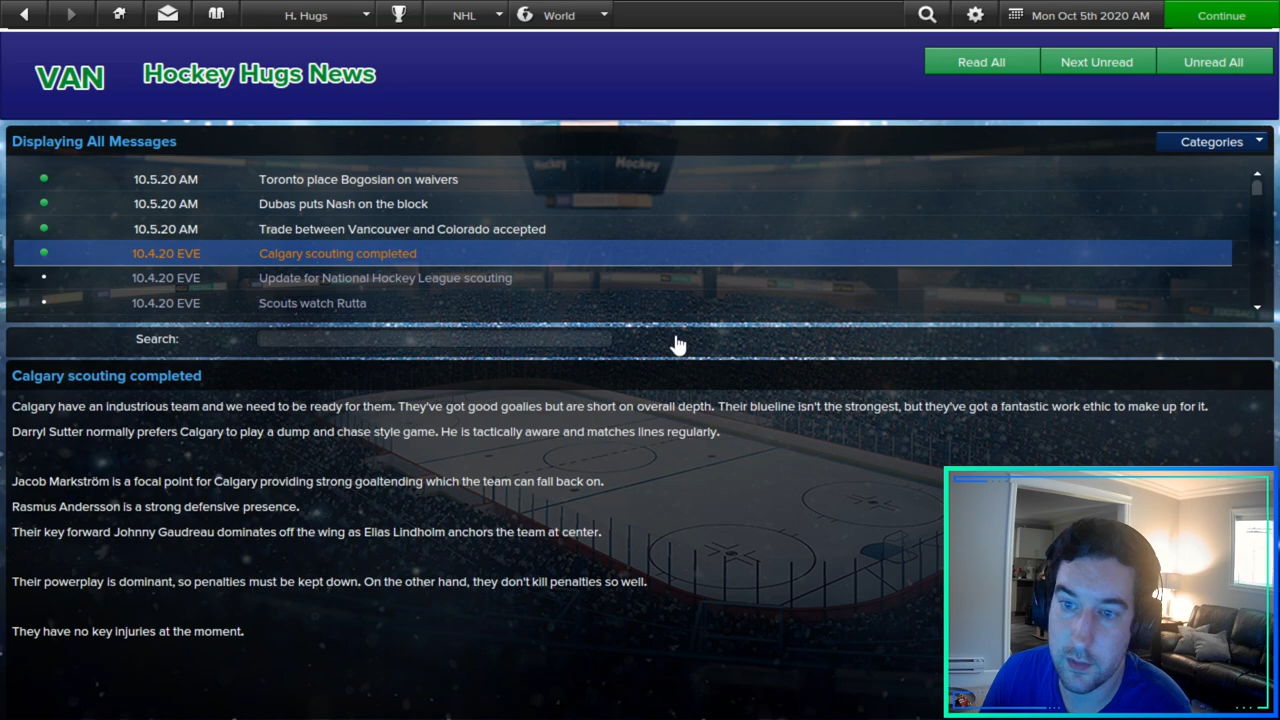 H. Hugs NHL World Mon Oct 5th 2020 AM Continue
VAN Hockey Hugs News Read All Next Unread Unread All
Displaying All Messages Categories
10.5.20 AM Toronto place Bogosian on waivers
10.5.20 AM Dubas puts Nash on the block
10.5.20 AM Trade between Vancouver and Colorado accepted
10.4.20 EVE Calgary scouting completed
10.4.20 EVE Update for National Hockey League scouting
10.4.20 EVE Scouts watch Rutta
Search:
Calgary scouting completed
Calgary have an industrious team and we need to be ready for them. They've got good goalies but are short on overall depth. Their blueline isn't the strongest, but they've got a fantastic work ethic to make up for it.
Darryl Sutter normally prefers Calgary to play a dump and chase style game. He is tactically aware and matches lines regularly.
Jacob Markström is a focal point for Calgary providing strong goaltending which the team can fall back on.
Rasmus Andersson is a strong defensive presence.
Their key forward Johnny Gaudreau dominates off the wing as Elias Lindholm anchors the team at center.
Their powerplay is dominant, so penalties must be kept down. On the other hand, they don't kill penalties so well.
They have no key injuries at the moment.